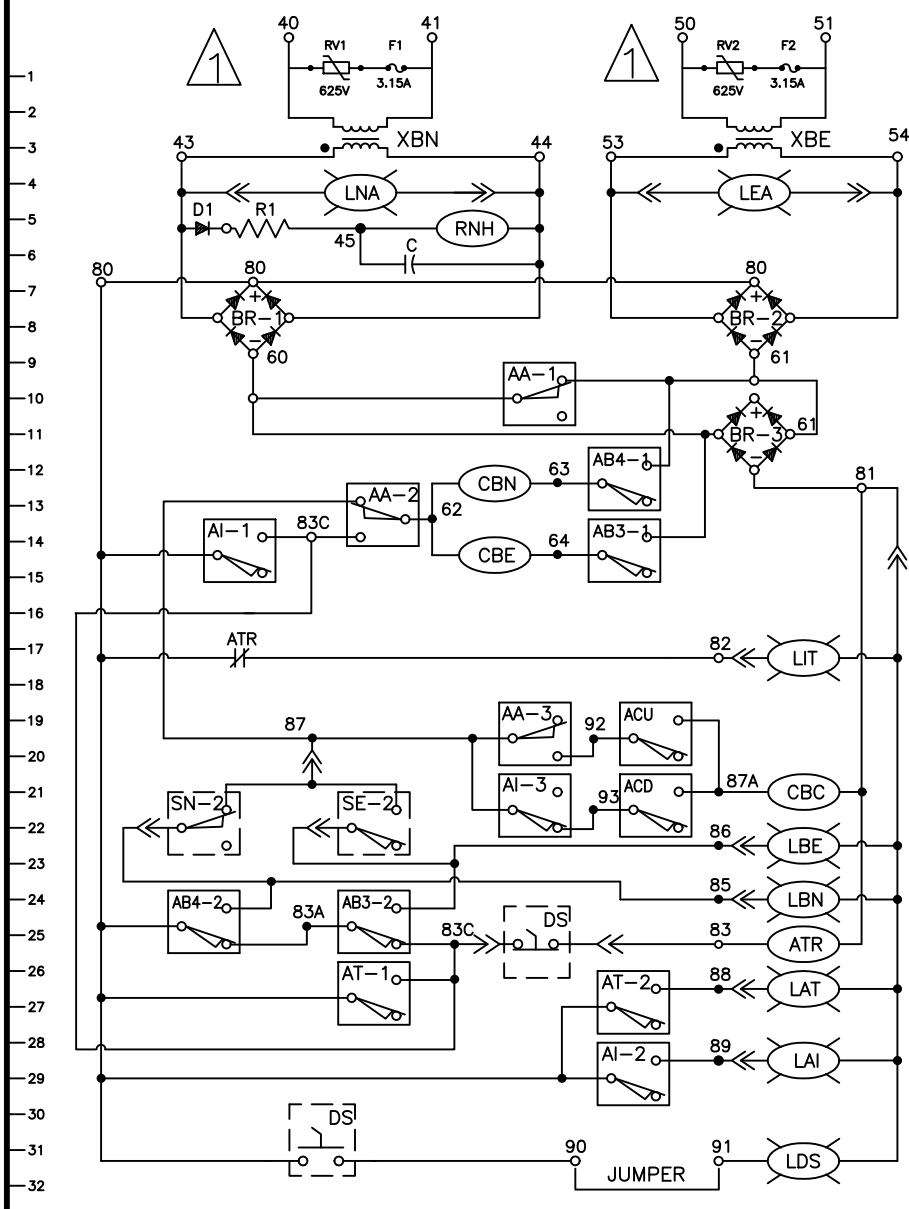 40
41
50
51
RV1
F1
RV2
F2
1
1
-1
625V
3.15A
625V
3.15A
-2
XBN
XBE
-3
43
44
53
54
-4
LNA
LEA
-5
D1
R1
45
RNH
-6
C
80
80
80
-7
+
+
BR-1
BR-2
-8
-
-
60
61
-9
AA-1
-10
+
61
BR-3
-11
-
-12
63
AB4-1
81
CBN
AA-2
-13
62
AI-1
83C
-14
64
AB3-1
CBE
-15
-16
ATR
82
-17
LIT
-18
-19
87
AA-3
92
ACU
-20
AI-3
93
ACD
87A
-21
CBC
SN-2
SE-2
-22
86
LBE
-23
85
LBN
-24
AB4-2
83A
AB3-2
83C
DS
83
-25
ATR
-26
AT-1
AT-2
88
LAT
-27
-28
AI-2
89
LAI
-29
-30
DS
-31
90
91
LDS
JUMPER
-32